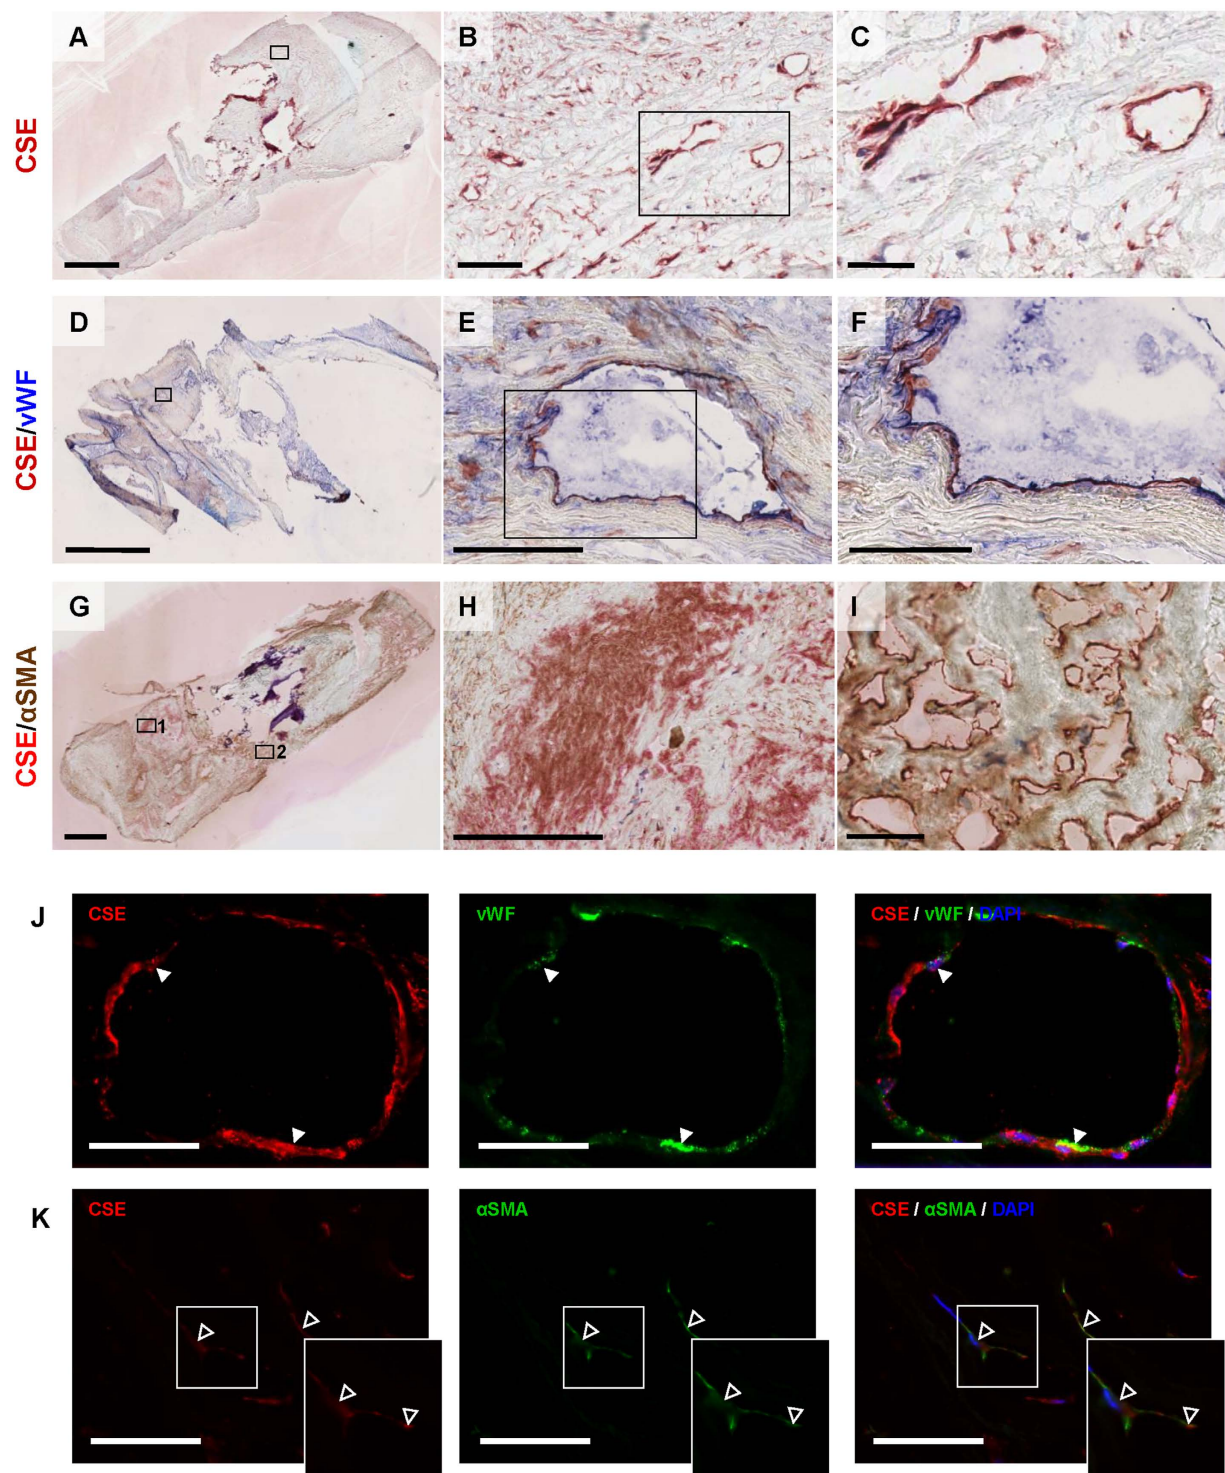 A
B
C
CSE
D
E
F
CSE/vWF
G
H
I
1
2
CSE/αSMA
J
CSE
vWF
CSE / vWF / DAPI
K
CSE
αSMA
CSE / αSMA / DAPI